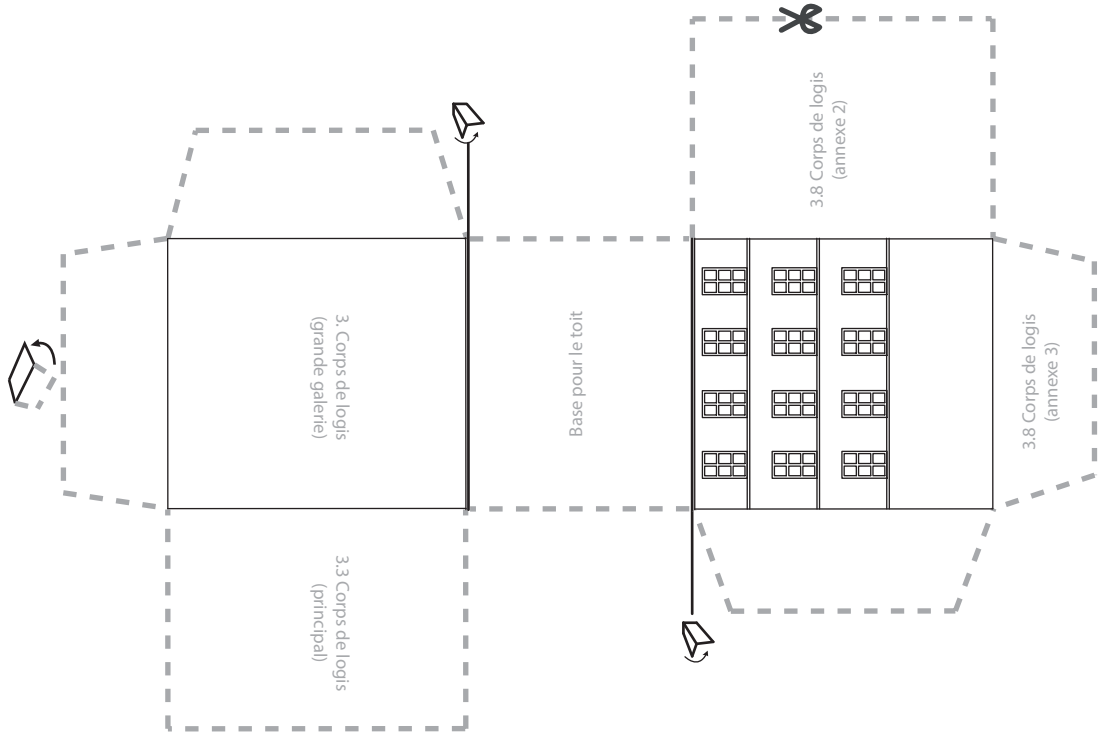 3. Corps de logis
(grande galerie)
3.3 Corps de logis
(principal)
Base pour le toit
3.8 Corps de logis
(annexe 2)
3.8 Corps de logis
(annexe 3)